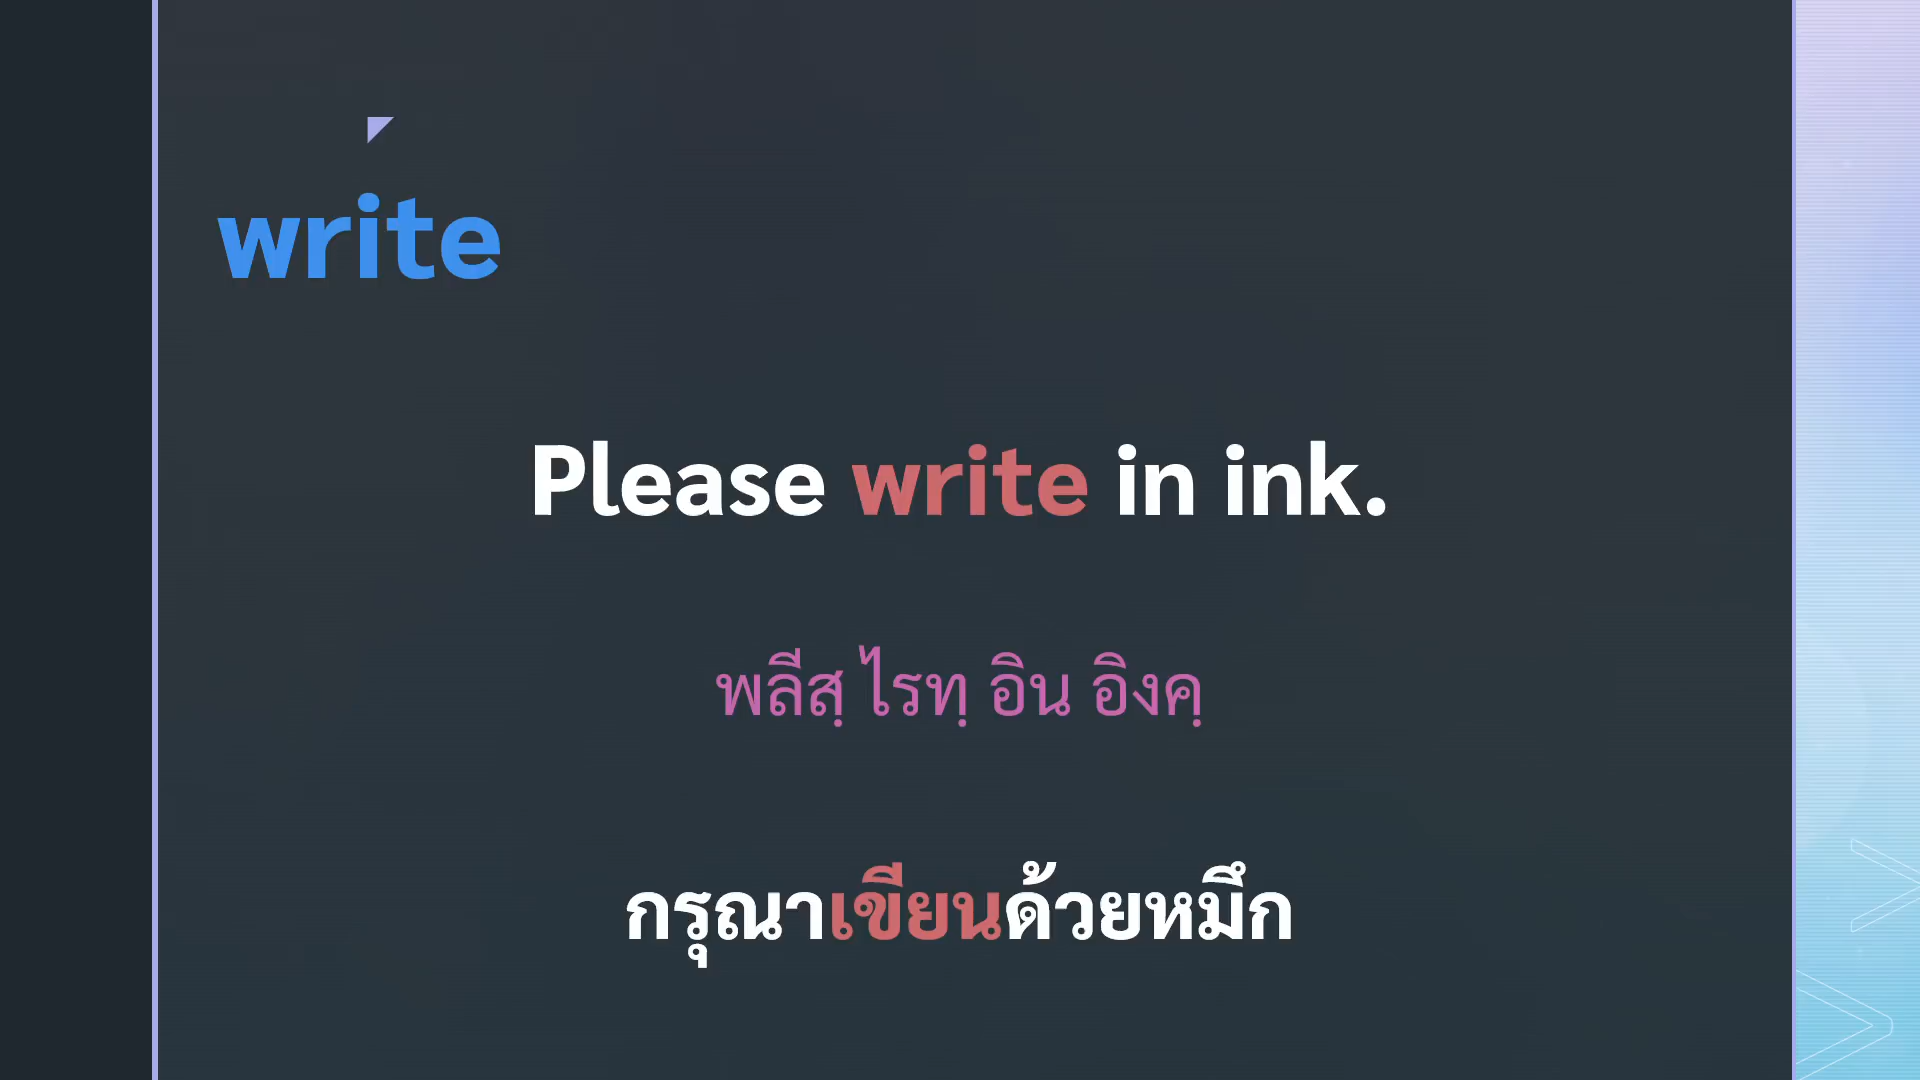 write
Please write in ink.
พลีสฺ ไรทฺ อิน อิงคฺ
กรุณาเขียนด้วยหมึก